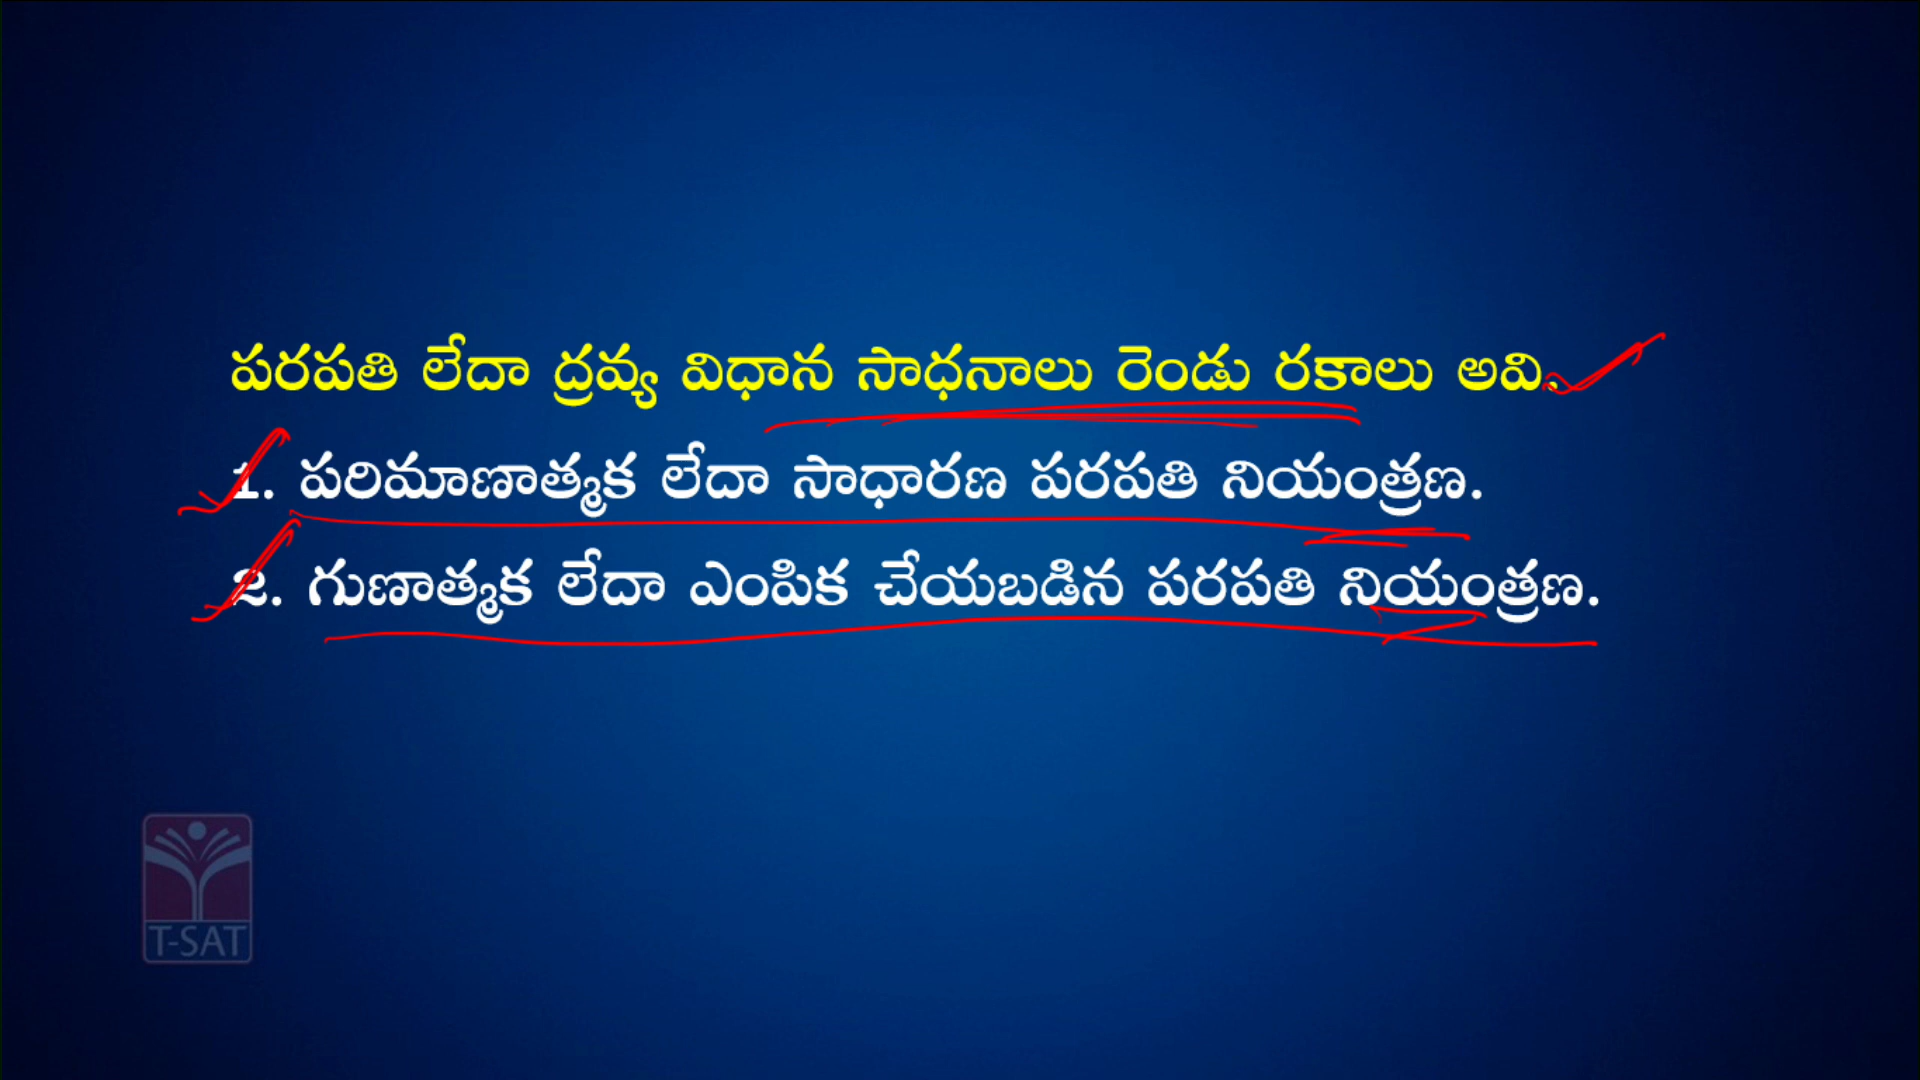 పరపతి లేదా ద్రవ్య విధాన సాధనాలు రెండు రకాలు అవి.
1. పరిమాణాత్మక లేదా సాధారణ పరపతి నియంత్రణ.
2. గుణాత్మక లేదా ఎంపిక చేయబడిన పరపతి నియంత్రణ.
T-SAT